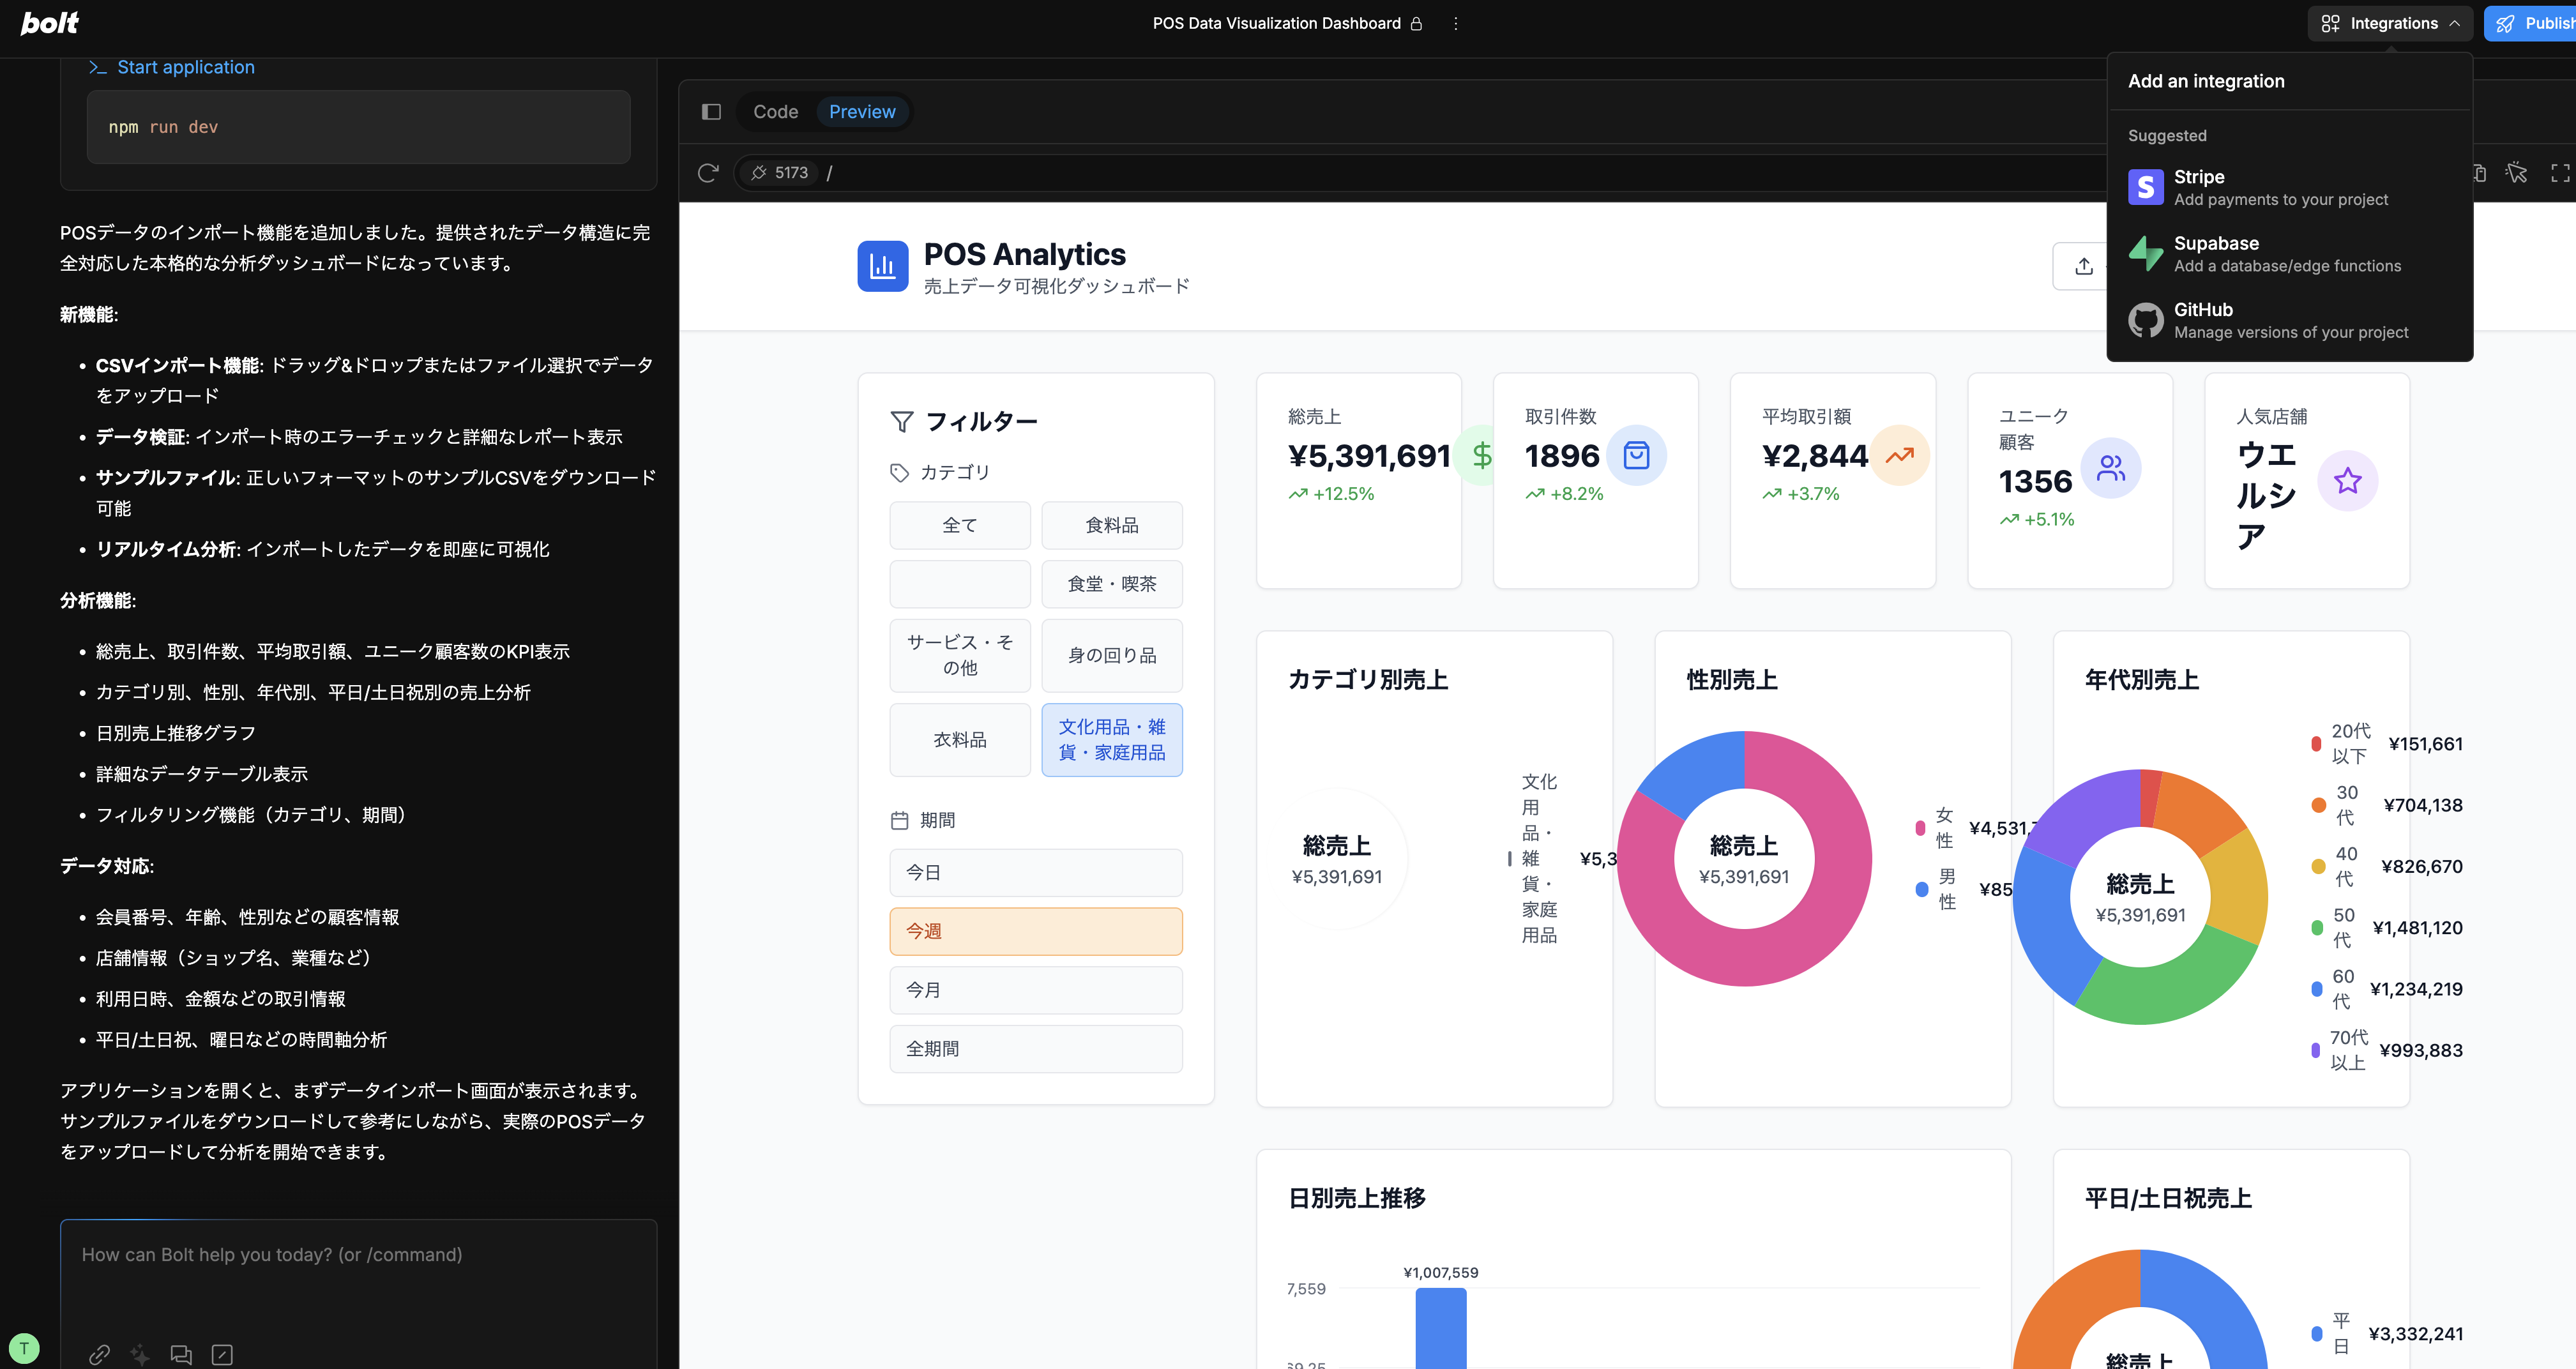 bolt
POS Data Visualization Dashboard
Integrations
Publish
Start application
npm run dev
POSデータのインポート機能を追加しました。提供されたデータ構造に完
全対応した本格的な分析ダッシュボードになっています。
新機能:
• CSVインポート機能: ドラッグ&ドロップまたはファイル選択でデータ
をアップロード
• データ検証: インポート時のエラーチェックと詳細なレポート表示
• サンプルファイル: 正しいフォーマットのサンプルCSVをダウンロード
可能
• リアルタイム分析: インポートしたデータを即座に可視化
分析機能:
• 総売上、取引件数、平均取引額、ユニーク顧客数のKPI表示
• カテゴリ別、性別、年代別、平日/土日祝別の売上分析
• 日別売上推移グラフ
• 詳細なデータテーブル表示
• フィルタリング機能（カテゴリ、期間）
データ対応:
• 会員番号、年齢、性別などの顧客情報
• 店舗情報（ショップ名、業種など）
• 利用日時、金額などの取引情報
• 平日/土日祝、曜日などの時間軸分析
アプリケーションを開くと、まずデータインポート画面が表示されます。
サンプルファイルをダウンロードして参考にしながら、実際のPOSデータ
をアップロードして分析を開始できます。
How can Bolt help you today? (or /command)
T
Code
Preview
5173 /
Add an integration
Suggested
S
Stripe
Add payments to your project
Supabase
Add a database/edge functions
GitHub
Manage versions of your project
POS Analytics
売上データ可視化ダッシュボード
フィルター
カテゴリ
全て
食料品
食堂・喫茶
サービス・そ
の他
身の回り品
衣料品
文化用品・雑
貨・家庭用品
期間
今日
今週
今月
全期間
総売上
¥5,391,691
+12.5%
取引件数
1896
+8.2%
平均取引額
¥2,844
+3.7%
ユニーク
顧客
1356
+5.1%
人気店舗
ウエ
ルシ
ア
カテゴリ別売上
総売上
¥5,391,691
文化
用
品・
雑
貨・
家庭
用品
¥5,3
性別売上
総売上
¥5,391,691
女
性
¥4,531,
男
性
¥85
年代別売上
総売上
¥5,391,691
20代
以下
¥151,661
30
代
¥704,138
40
代
¥826,670
50
代
¥1,481,120
60
代
¥1,234,219
70代
以上
¥993,883
日別売上推移
¥1,007,559
7,559
平日/土日祝売上
総売上
平
日
¥3,332,241